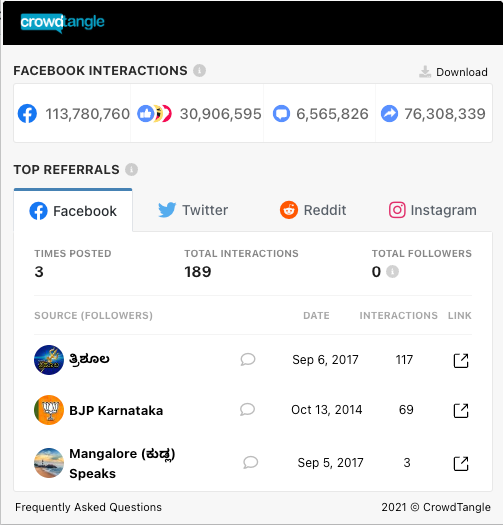 crowdtangle
FACEBOOK INTERACTIONS
Download
113,780,760 30,906,595 6,565,826 76,308,339
TOP REFERRALS
Facebook Twitter Reddit Instagram
TIMES POSTED TOTAL INTERACTIONS TOTAL FOLLOWERS
3 189 0
SOURCE (FOLLOWERS) DATE INTERACTIONS LINK
ತ್ರಿಶೂಲ Sep 6, 2017 117
BJP Karnataka Oct 13, 2014 69
Mangalore (ಕುಡ್ಲ) Speaks Sep 5, 2017 3
Frequently Asked Questions 2021 © CrowdTangle